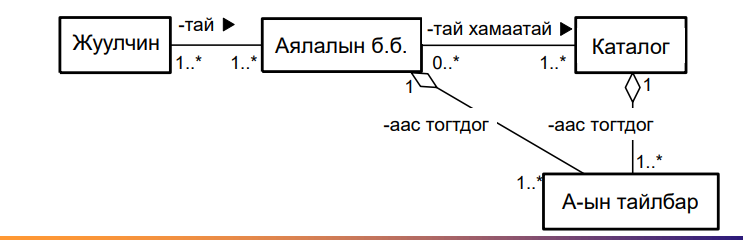 -тай ▶
-тай хамаатай ▶
Жуулчин
Аялалын б.б.
Каталог
1..*
1..*
0..*
1..*
1
1
-аас тогтдог
-аас тогтдог
1..*
1..*
А-ын тайлбар